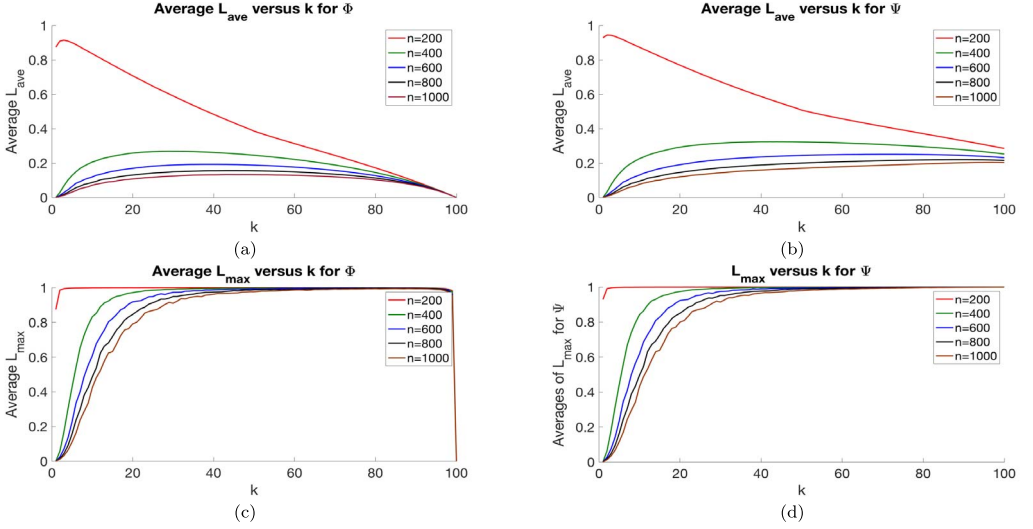 Average L_ave versus k for Φ
1
0.8
0.6
0.4
0.2
0
Average L_ave
n=200
n=400
n=600
n=800
n=1000
0 20 40 60 80 100
k
(a)
Average L_ave versus k for Ψ
1
0.8
0.6
0.4
0.2
0
Average L_ave
n=200
n=400
n=600
n=800
n=1000
0 20 40 60 80 100
k
(b)
Average L_max versus k for Φ
1
0.8
0.6
0.4
0.2
0
Average L_max
n=200
n=400
n=600
n=800
n=1000
0 20 40 60 80 100
k
(c)
L_max versus k for Ψ
1
0.8
0.6
0.4
0.2
0
Averages of L_max for Ψ
n=200
n=400
n=600
n=800
n=1000
0 20 40 60 80 100
k
(d)